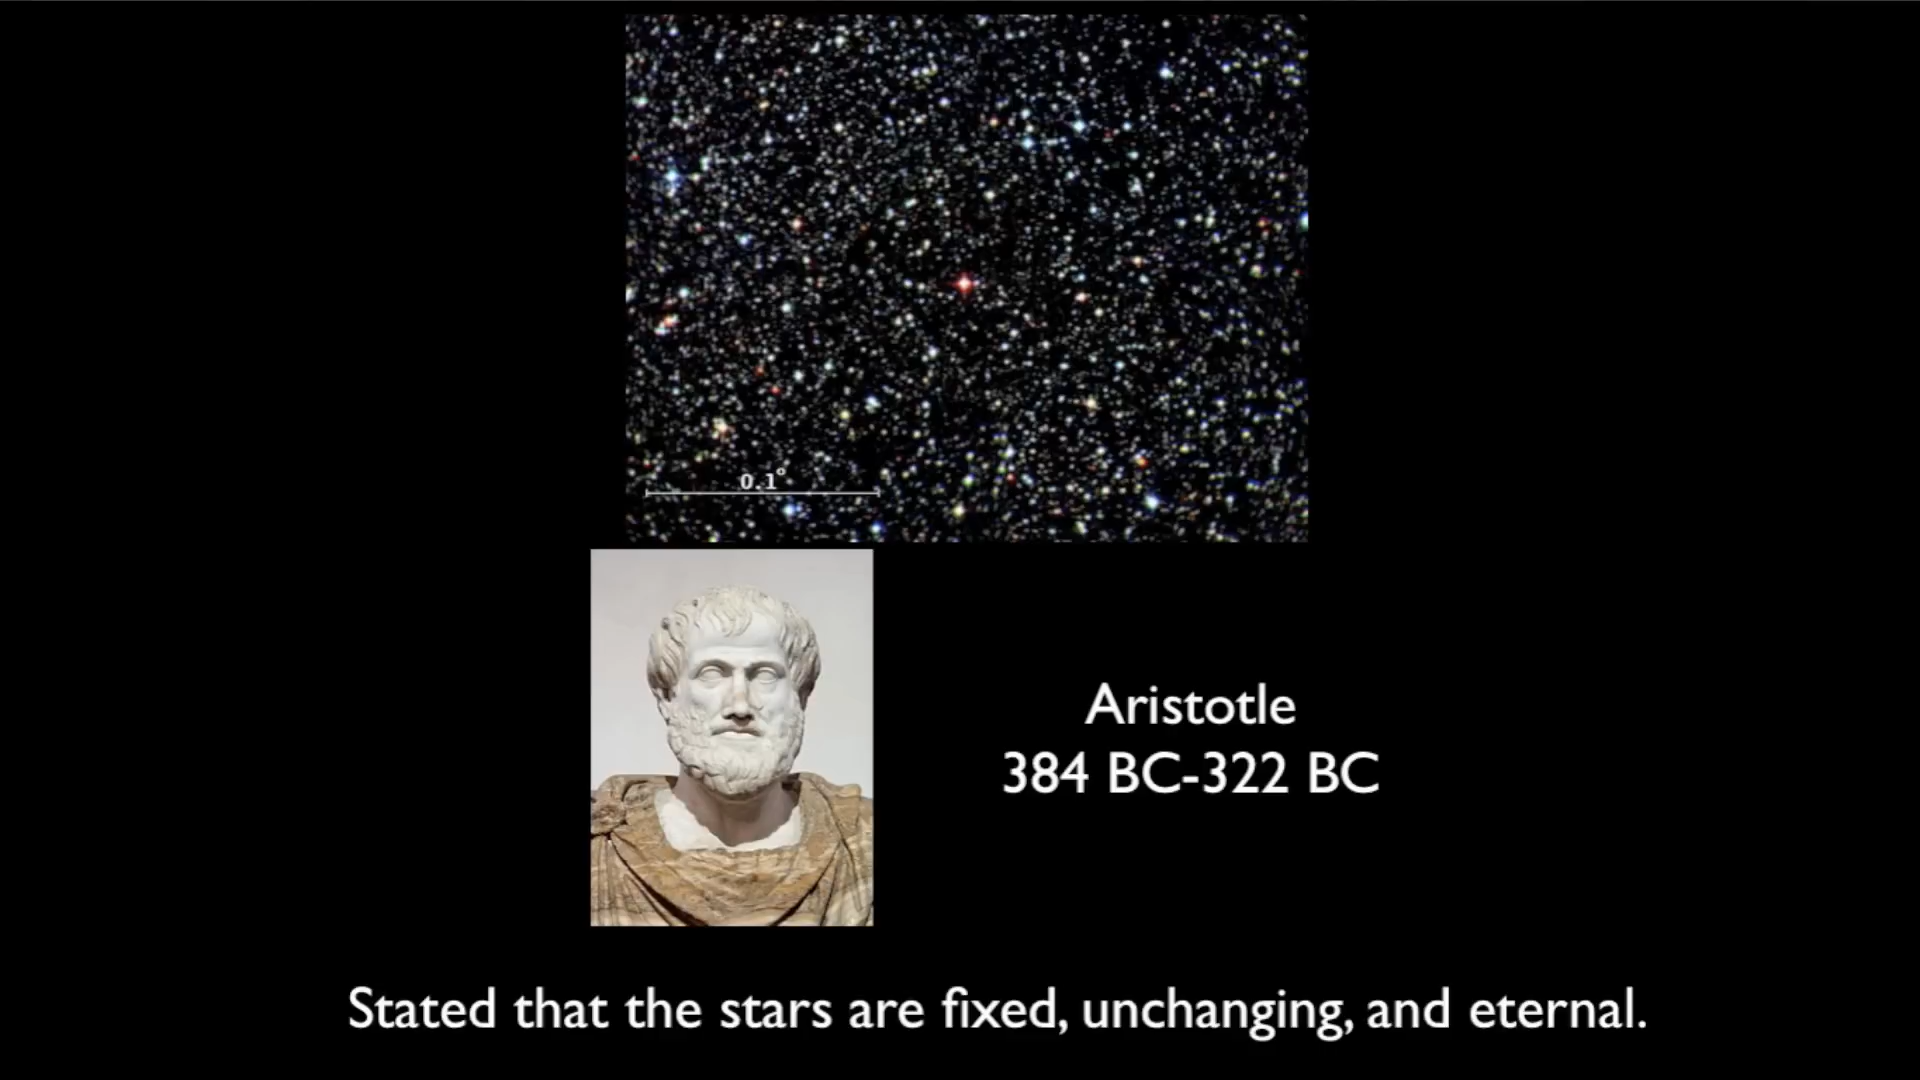 0.1°
Aristotle
384 BC-322 BC
Stated that the stars are fixed, unchanging, and eternal.